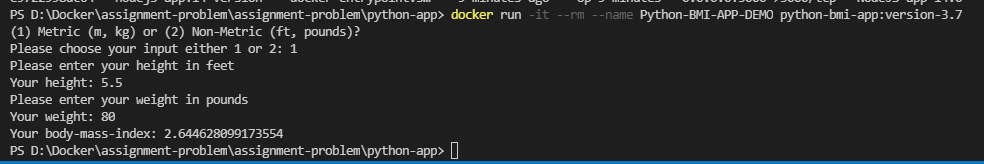 PS D:\Docker\assignment-problem\assignment-problem\python-app> docker run -it --rm --name Python-BMI-APP-DEMO python-bmi-app:version-3.7
(1) Metric (m, kg) or (2) Non-Metric (ft, pounds)?
Please choose your input either 1 or 2: 1
Please enter your height in feet
Your height: 5.5
Please enter your weight in pounds
Your weight: 80
Your body-mass-index: 2.644628099173554
PS D:\Docker\assignment-problem\assignment-problem\python-app>